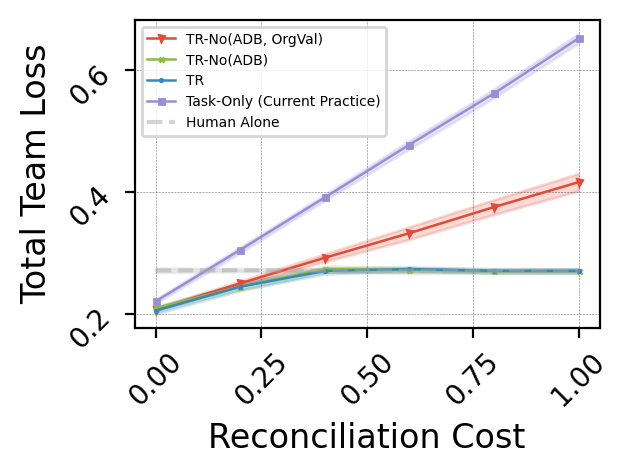 TR-No(ADB, OrgVal)
TR-No(ADB)
TR
Task-Only (Current Practice)
Human Alone
Total Team Loss
0.6
0.4
0.2
0.00
0.25
0.50
0.75
1.00
Reconciliation Cost